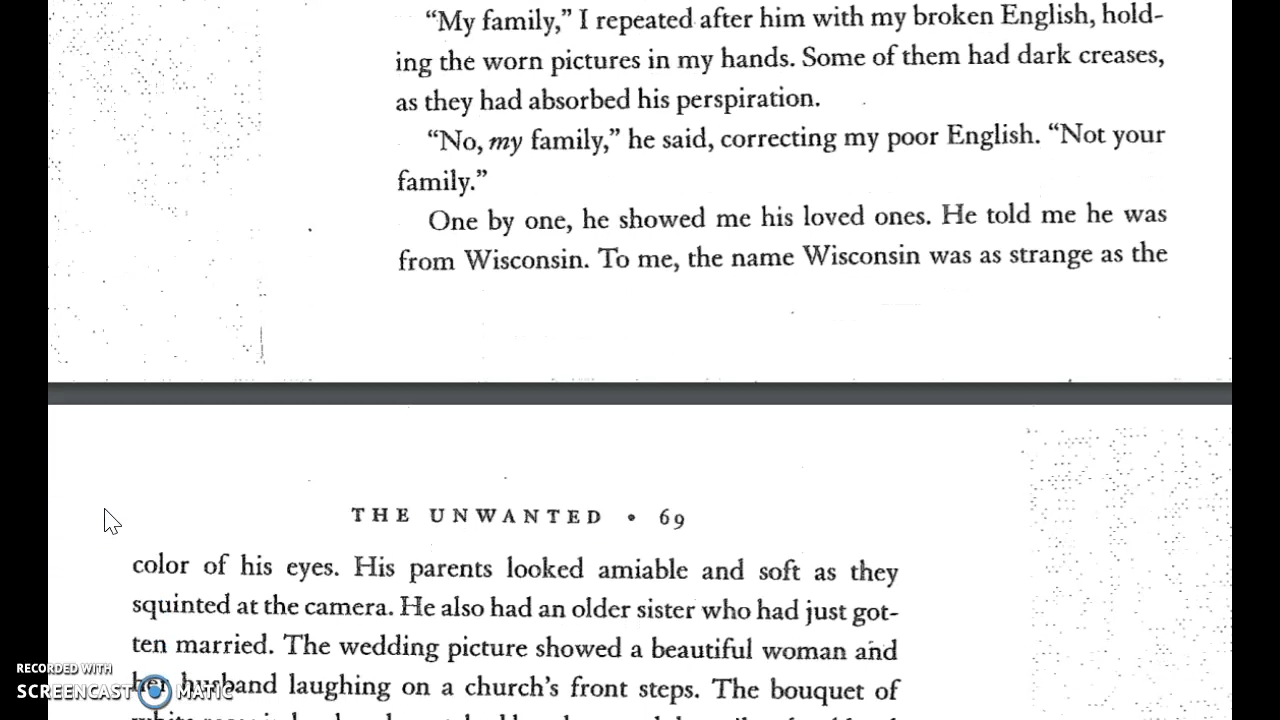 “My family,” I repeated after him with my broken English, hold-
ing the worn pictures in my hands. Some of them had dark creases,
as they had absorbed his perspiration.
“No, my family,” he said, correcting my poor English. “Not your
family.”
One by one, he showed me his loved ones. He told me he was
from Wisconsin. To me, the name Wisconsin was as strange as the
THE UNWANTED • 69
color of his eyes. His parents looked amiable and soft as they
squinted at the camera. He also had an older sister who had just got-
ten married. The wedding picture showed a beautiful woman and
her husband laughing on a church’s front steps. The bouquet of
RECORDED WITH
SCREENCAST MATIC